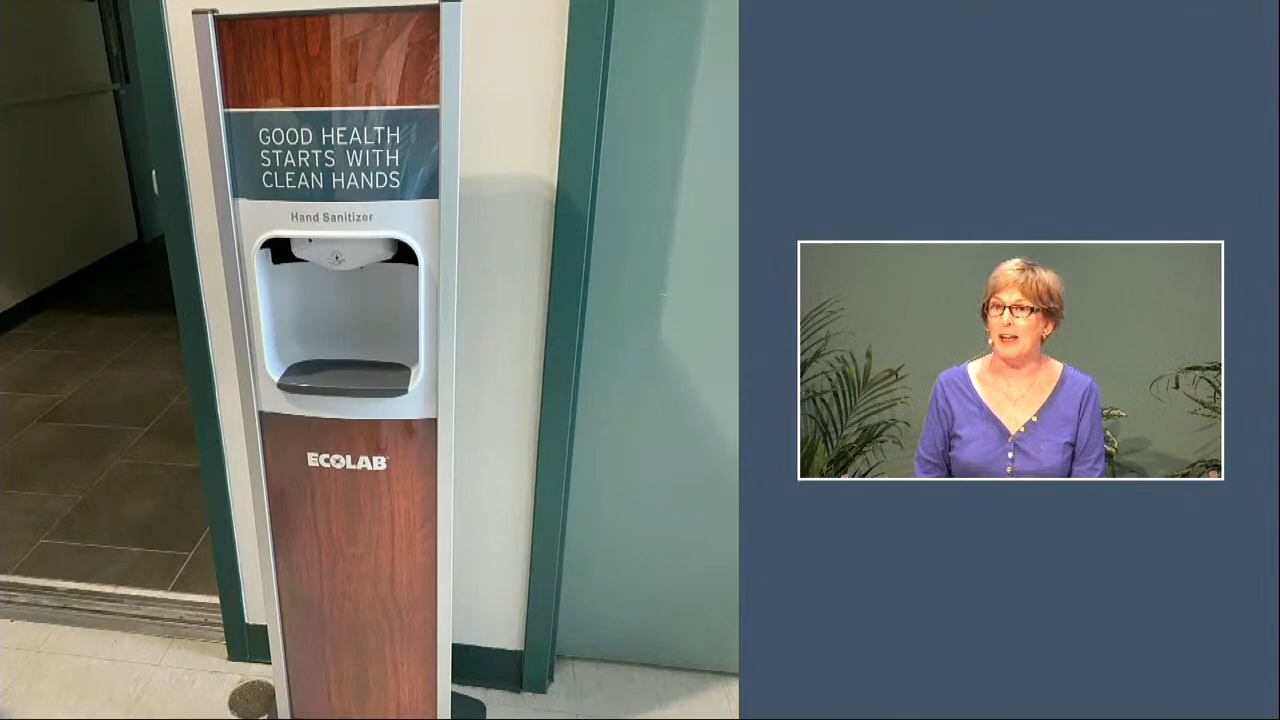 GOOD HEALTH
STARTS WITH
CLEAN HANDS
Hand Sanitizer
ECOLAB